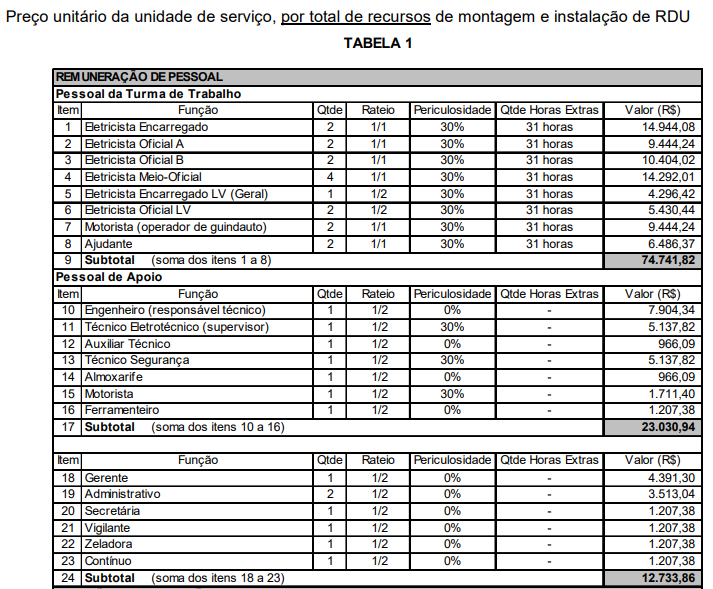 Preço unitário da unidade de serviço, por total de recursos de montagem e instalação de RDU
TABELA 1
REMUNERAÇÃO DE PESSOAL
Pessoal da Turma de Trabalho
Item Função Qtde Rateio Periculosidade Qtde Horas Extras Valor (R$)
1 Eletricista Encarregado 2 1/1 30% 31 horas 14.944,08
2 Eletricista Oficial A 2 1/1 30% 31 horas 9.444,24
3 Eletricista Oficial B 2 1/1 30% 31 horas 10.404,02
4 Eletricista Meio-Oficial 4 1/1 30% 31 horas 14.292,01
5 Eletricista Encarregado LV (Geral) 1 1/2 30% 31 horas 4.296,42
6 Eletricista Oficial LV 2 1/2 30% 31 horas 5.430,44
7 Motorista (operador de guindauto) 2 1/1 30% 31 horas 9.444,24
8 Ajudante 2 1/1 30% 31 horas 6.486,37
9 Subtotal (soma dos itens 1 a 8) 74.741,82
Pessoal de Apoio
Item Função Qtde Rateio Periculosidade Qtde Horas Extras Valor (R$)
10 Engenheiro (responsável técnico) 1 1/2 0% - 7.904,34
11 Técnico Eletrotécnico (supervisor) 1 1/2 30% - 5.137,82
12 Auxiliar Técnico 1 1/2 0% - 966,09
13 Técnico Segurança 1 1/2 30% - 5.137,82
14 Almoxarife 1 1/2 0% - 966,09
15 Motorista 1 1/2 30% - 1.711,40
16 Ferramenteiro 1 1/2 0% - 1.207,38
17 Subtotal (soma dos itens 10 a 16) 23.030,94
Item Função Qtde Rateio Periculosidade Qtde Horas Extras Valor (R$)
18 Gerente 1 1/2 0% - 4.391,30
19 Administrativo 2 1/2 0% - 3.513,04
20 Secretária 1 1/2 0% - 1.207,38
21 Vigilante 1 1/2 0% - 1.207,38
22 Zeladora 1 1/2 0% - 1.207,38
23 Contínuo 1 1/2 0% - 1.207,38
24 Subtotal (soma dos itens 18 a 23) 12.733,86